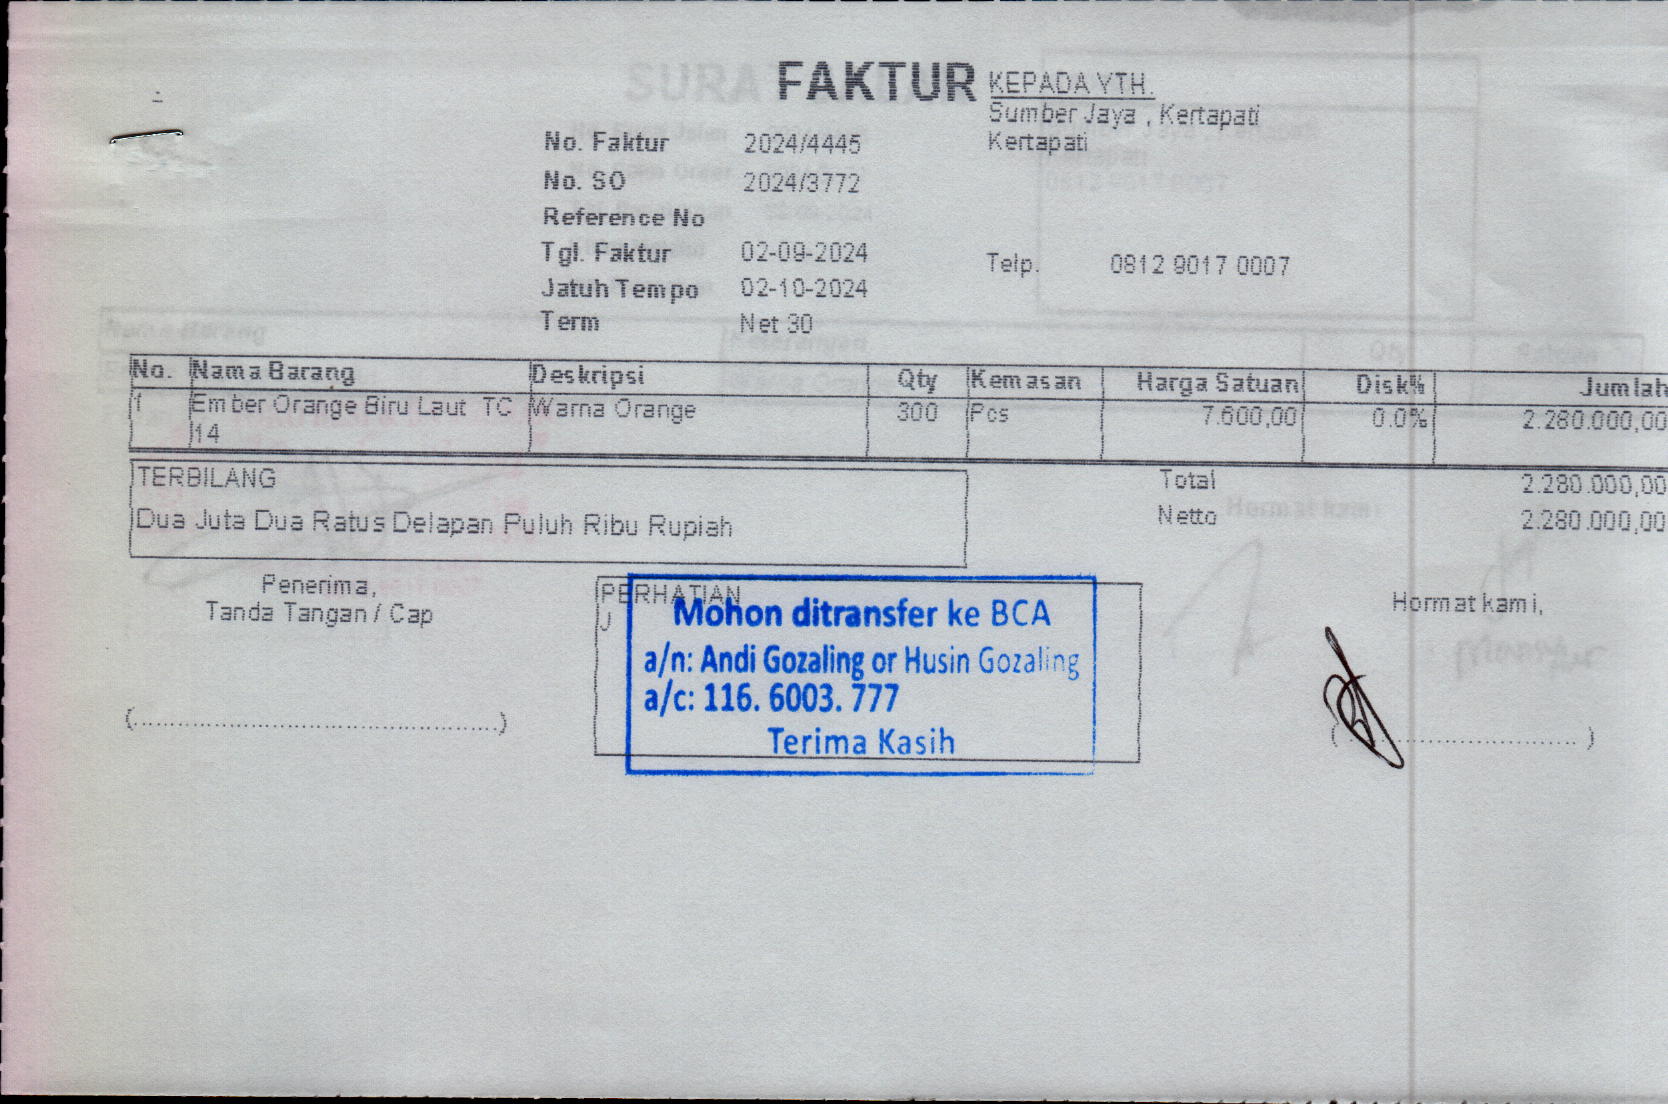 FAKTUR
KEPADA YTH.
Sumber Jaya , Kertapati
Kertapati
No. Faktur 2024/4445
No. SO 2024/3772
Reference No
Tgl. Faktur 02-09-2024
Telp. 0812 9017 0007
Jatuh Tempo 02-10-2024
Term Net 30
No. Nama Barang Deskripsi Qty Kemasan Harga Satuan Disk% Jumlah
1 Ember Orange Biru Laut TC Warna Orange 300 Pcs 7.600,00 0.0% 2.280.000,00
14
TERBILANG
Dua Juta Dua Ratus Delapan Puluh Ribu Rupiah
Total 2.280.000,00
Netto 2.280.000,00
Penerima,
Tanda Tangan / Cap
PERHATIAN
J
Mohon ditransfer ke BCA
a/n: Andi Gozaling or Husin Gozaling
a/c: 116. 6003. 777
Terima Kasih
Hormat kami,
(..................................................)
(.................................)